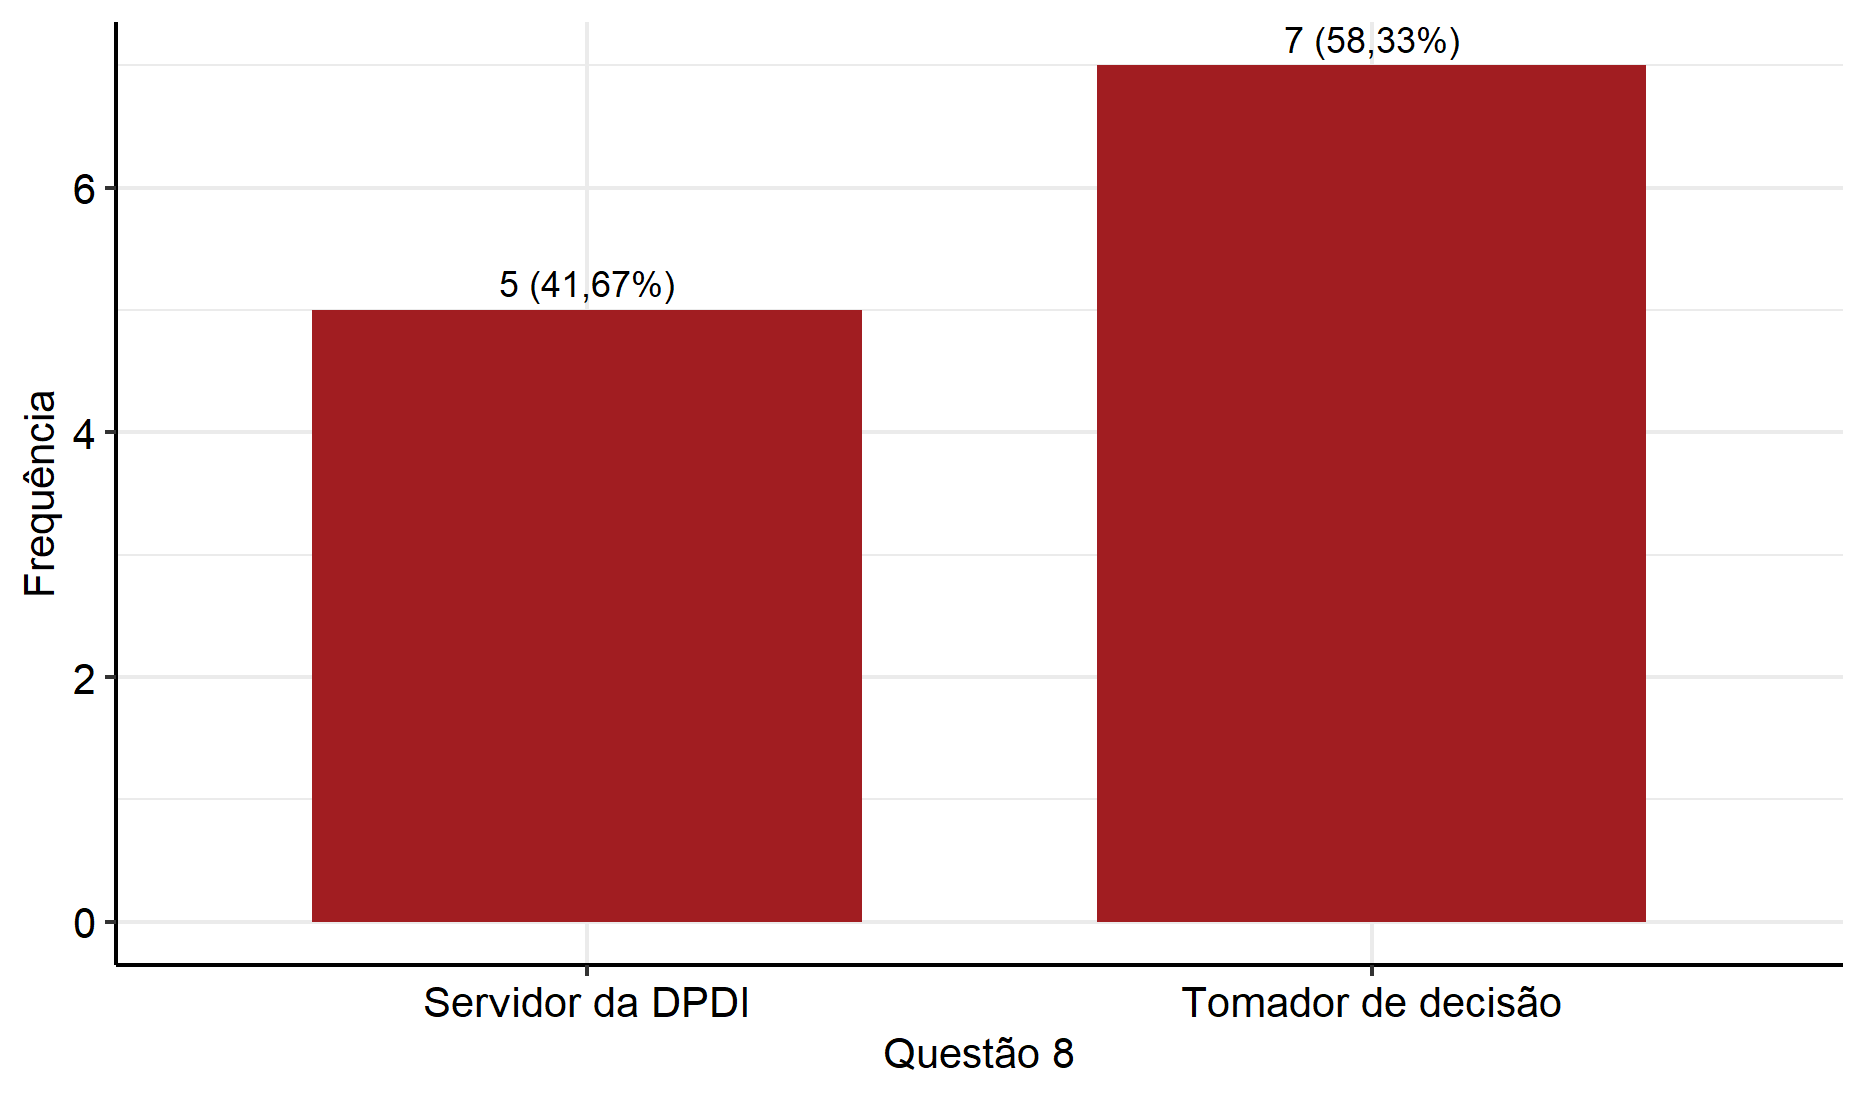 7 (58,33%)
5 (41,67%)
Frequência
6
4
2
0
Servidor da DPDI
Tomador de decisão
Questão 8